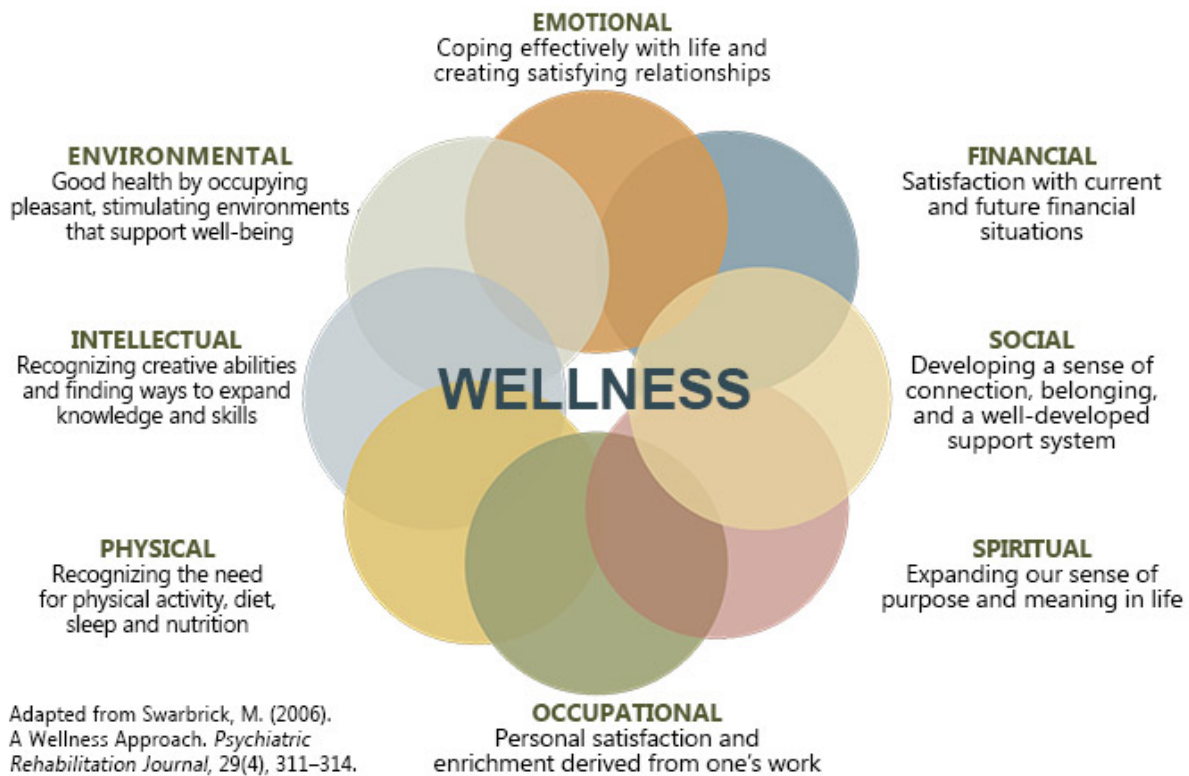 EMOTIONAL
Coping effectively with life and
creating satisfying relationships
ENVIRONMENTAL
Good health by occupying
pleasant, stimulating environments
that support well-being
FINANCIAL
Satisfaction with current
and future financial
situations
INTELLECTUAL
Recognizing creative abilities
and finding ways to expand
knowledge and skills
WELLNESS
SOCIAL
Developing a sense of
connection, belonging,
and a well-developed
support system
PHYSICAL
Recognizing the need
for physical activity, diet,
sleep and nutrition
SPIRITUAL
Expanding our sense of
purpose and meaning in life
OCCUPATIONAL
Personal satisfaction and
enrichment derived from one’s work
Adapted from Swarbrick, M. (2006).
A Wellness Approach. Psychiatric
Rehabilitation Journal, 29(4), 311–314.